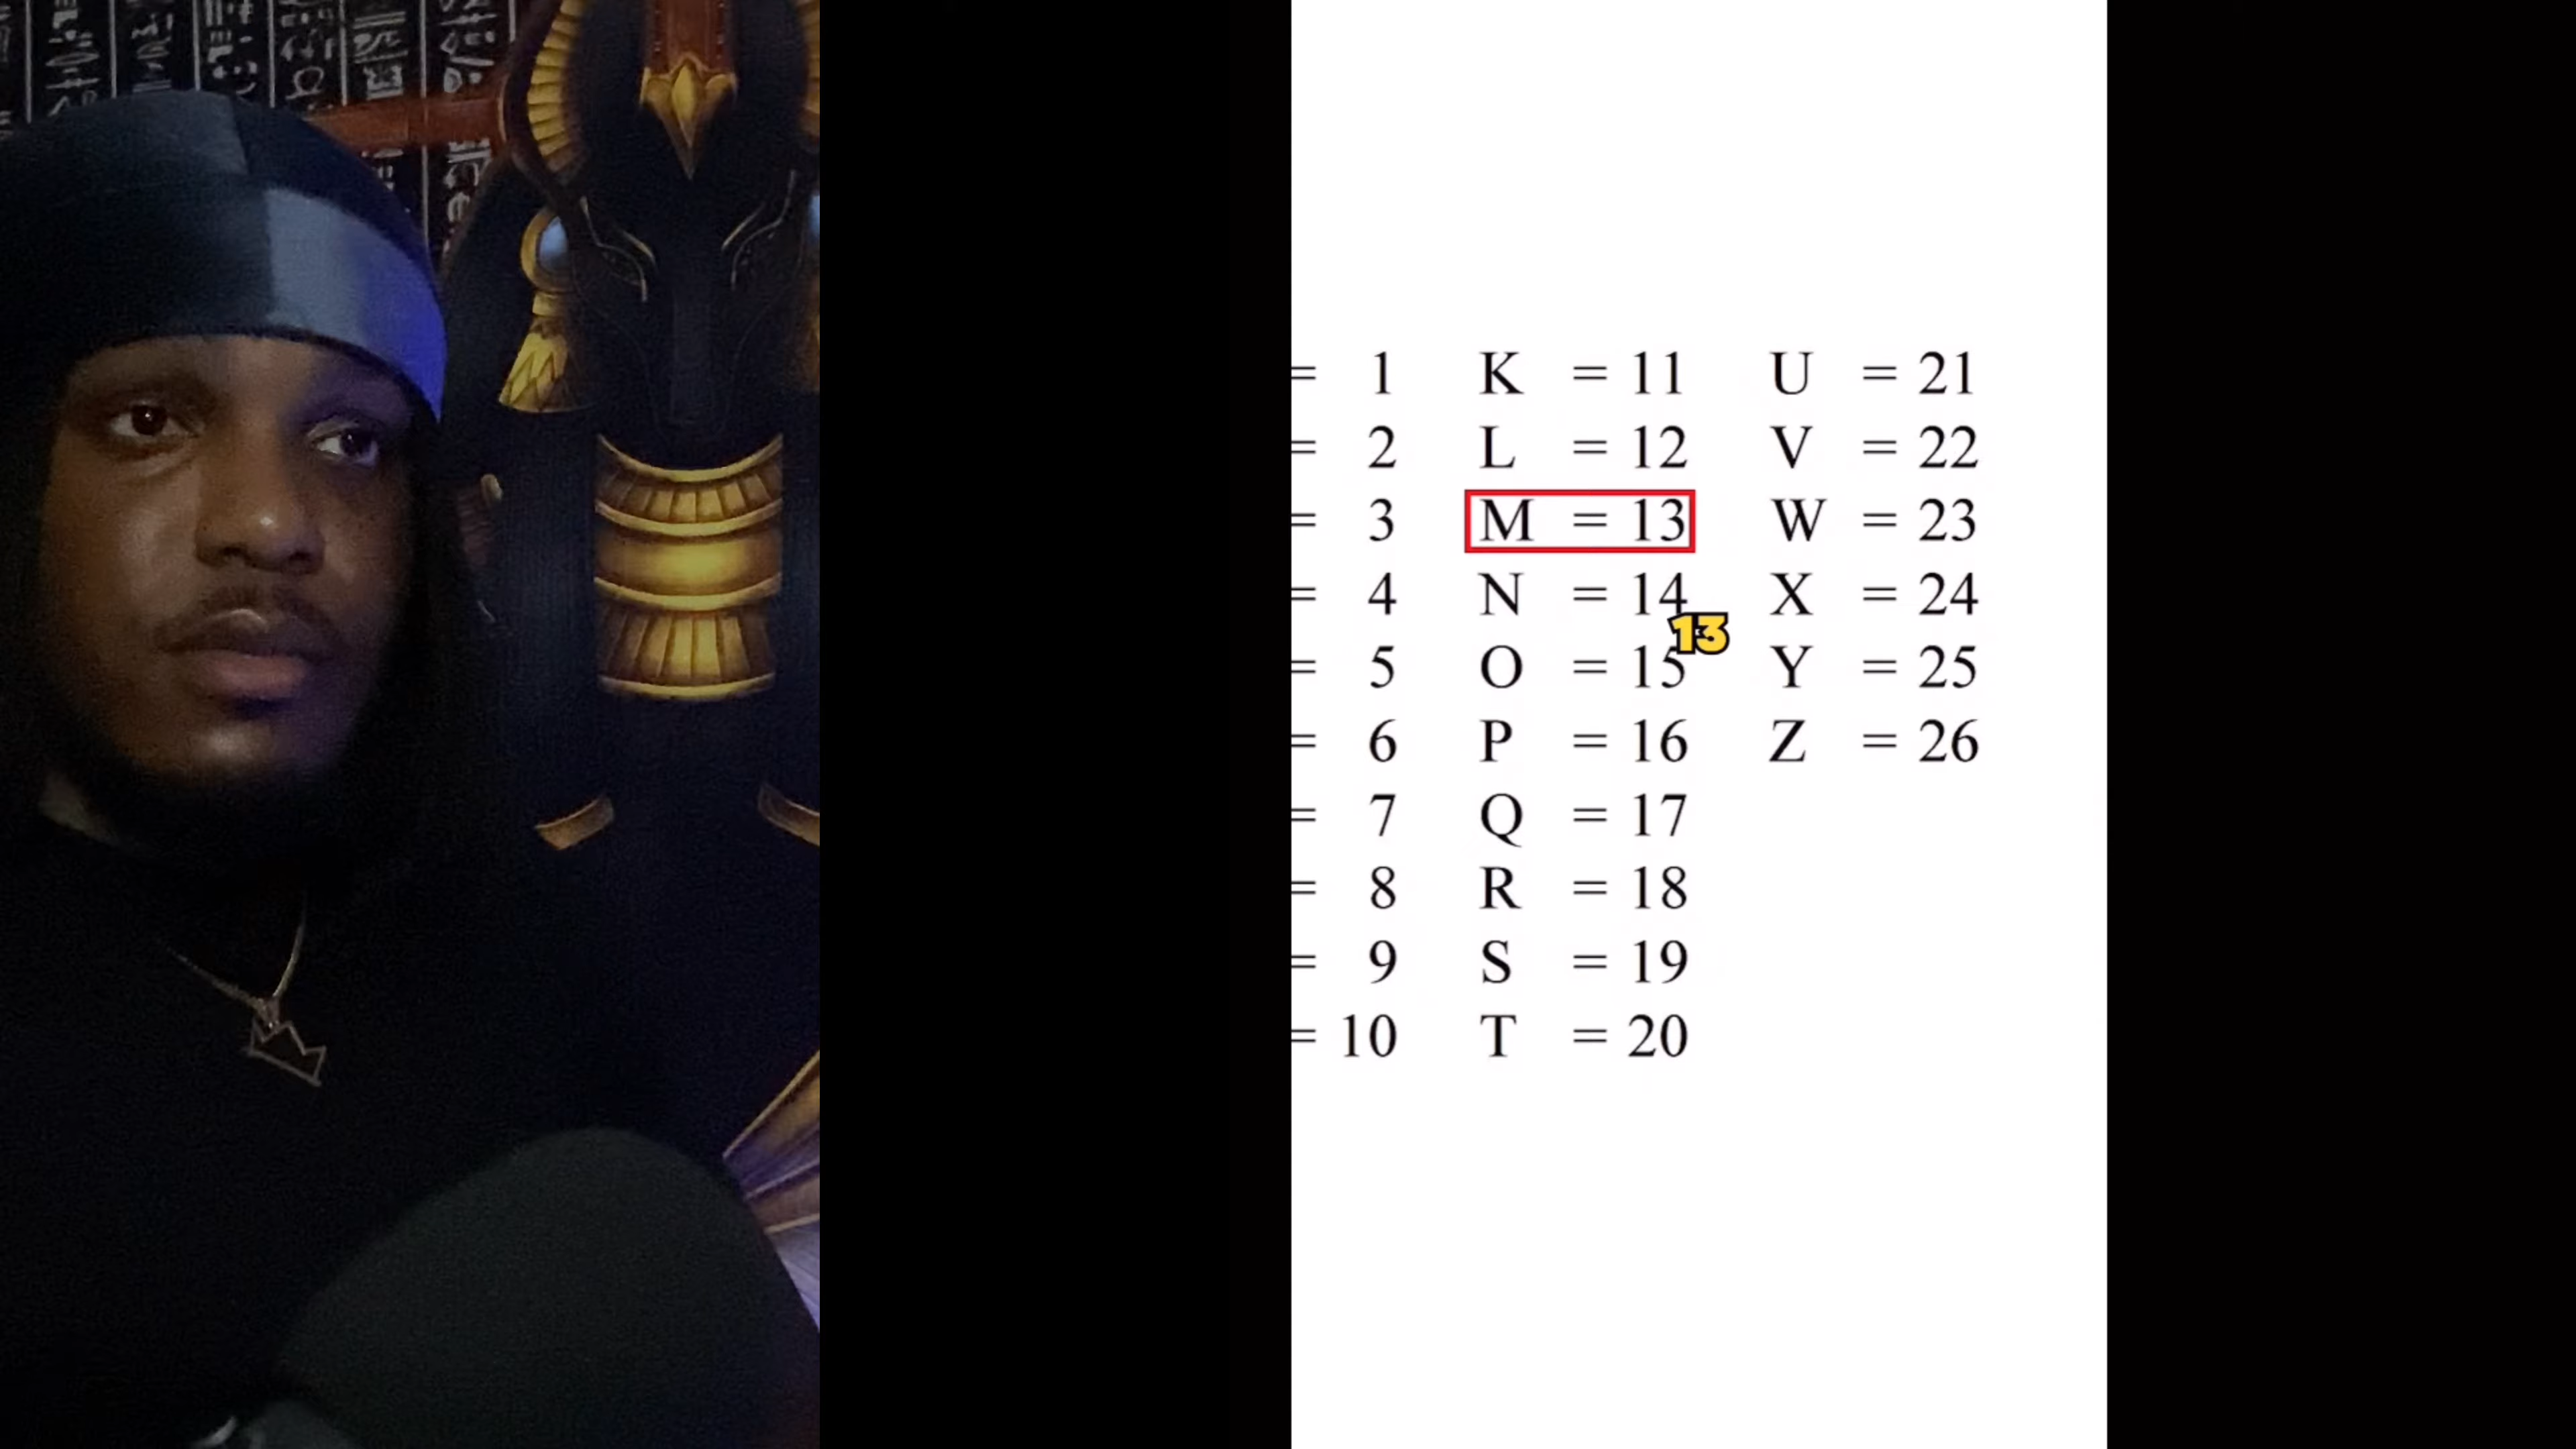 = 1 K = 11 U = 21
= 2 L = 12 V = 22
= 3 M = 13 W = 23
= 4 N = 14 X = 24
13
= 5 O = 15 Y = 25
= 6 P = 16 Z = 26
= 7 Q = 17
= 8 R = 18
= 9 S = 19
= 10 T = 20